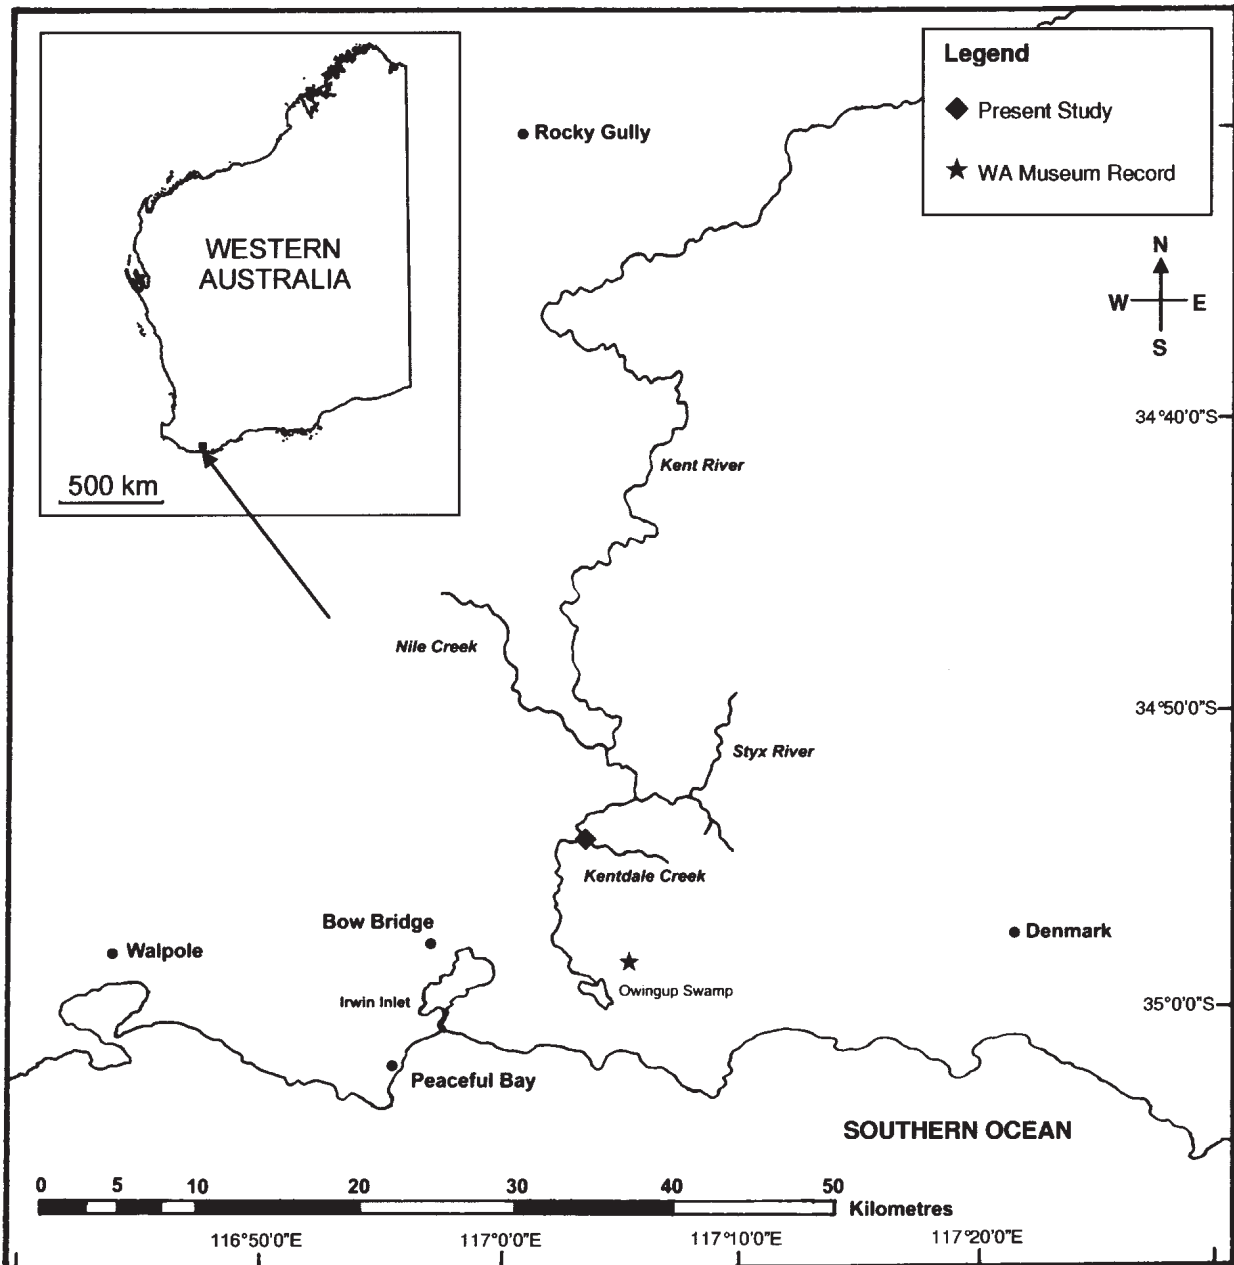 Legend
Present Study
WA Museum Record
Rocky Gully
WESTERN
AUSTRALIA
500 km
N
W E
S
34°40'0"S
Kent River
Nile Creek
34°50'0"S
Styx River
Kentdale Creek
Bow Bridge
Walpole
Denmark
Irwin Inlet
Owingup Swamp
35°0'0"S
Peaceful Bay
SOUTHERN OCEAN
0 5 10 20 30 40 50
Kilometres
116°50'0"E 117°0'0"E 117°10'0"E 117°20'0"E